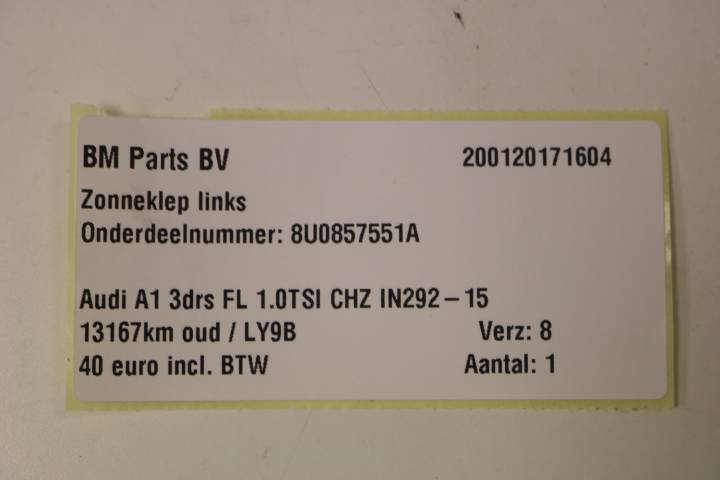 BM Parts BV 200120171604
Zonneklep links
Onderdeelnummer: 8U0857551A
Audi A1 3drs FL 1.0TSI CHZ IN292-15
13167km oud / LY9B Verz: 8
40 euro incl. BTW Aantal: 1